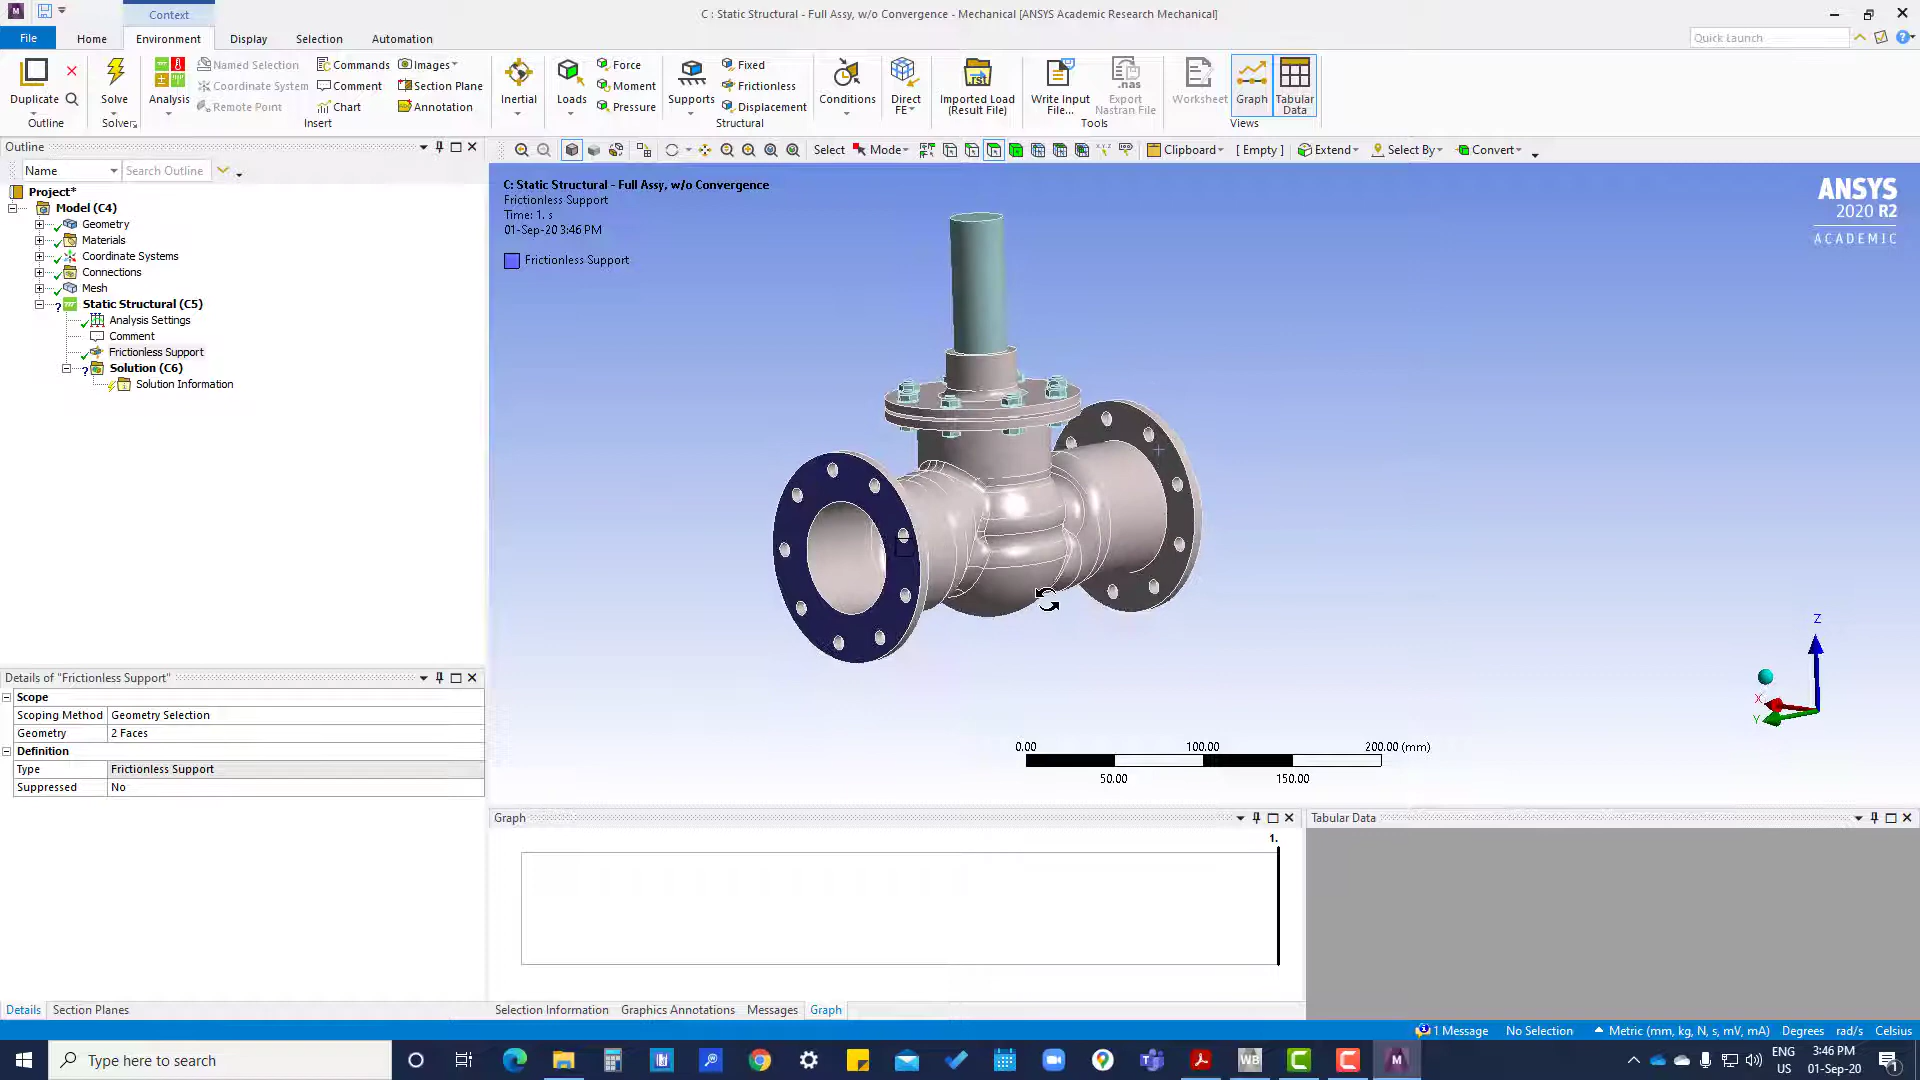 Context
C : Static Structural - Full Assy, w/o Convergence - Mechanical [ANSYS Academic Research Mechanical]
File
Home
Environment
Display
Selection
Automation
Quick Launch
Duplicate
Outline
Solve
Solver
Analysis
Named Selection
Coordinate System
Remote Point
Commands
Comment
Chart
Images
Section Plane
Annotation
Insert
Inertial
Loads
Force
Moment
Pressure
Supports
Fixed
Frictionless
Displacement
Structural
Conditions
Direct
FE
Imported Load
(Result File)
Write Input
File...
Export
Nastran File
Tools
Worksheet
Graph
Tabular
Data
Views
Outline
Select
Mode
Clipboard
[ Empty ]
Extend
Select By
Convert
Name
Search Outline
Project*
Model (C4)
Geometry
Materials
Coordinate Systems
Connections
Mesh
Static Structural (C5)
Analysis Settings
Comment
Frictionless Support
Solution (C6)
Solution Information
C: Static Structural - Full Assy, w/o Convergence
Frictionless Support
Time: 1. s
01-Sep-20 3:46 PM
Frictionless Support
ANSYS
2020 R2
ACADEMIC
Z
X
Y
0.00
100.00
200.00 (mm)
50.00
150.00
Details of "Frictionless Support"
Scope
Scoping Method
Geometry Selection
Geometry
2 Faces
Definition
Type
Frictionless Support
Suppressed
No
Details
Section Planes
Graph
1.
Tabular Data
Selection Information
Graphics Annotations
Messages
Graph
1 Message
No Selection
Metric (mm, kg, N, s, mV, mA)
Degrees
rad/s
Celsius
Type here to search
ENG
US
3:46 PM
01-Sep-20